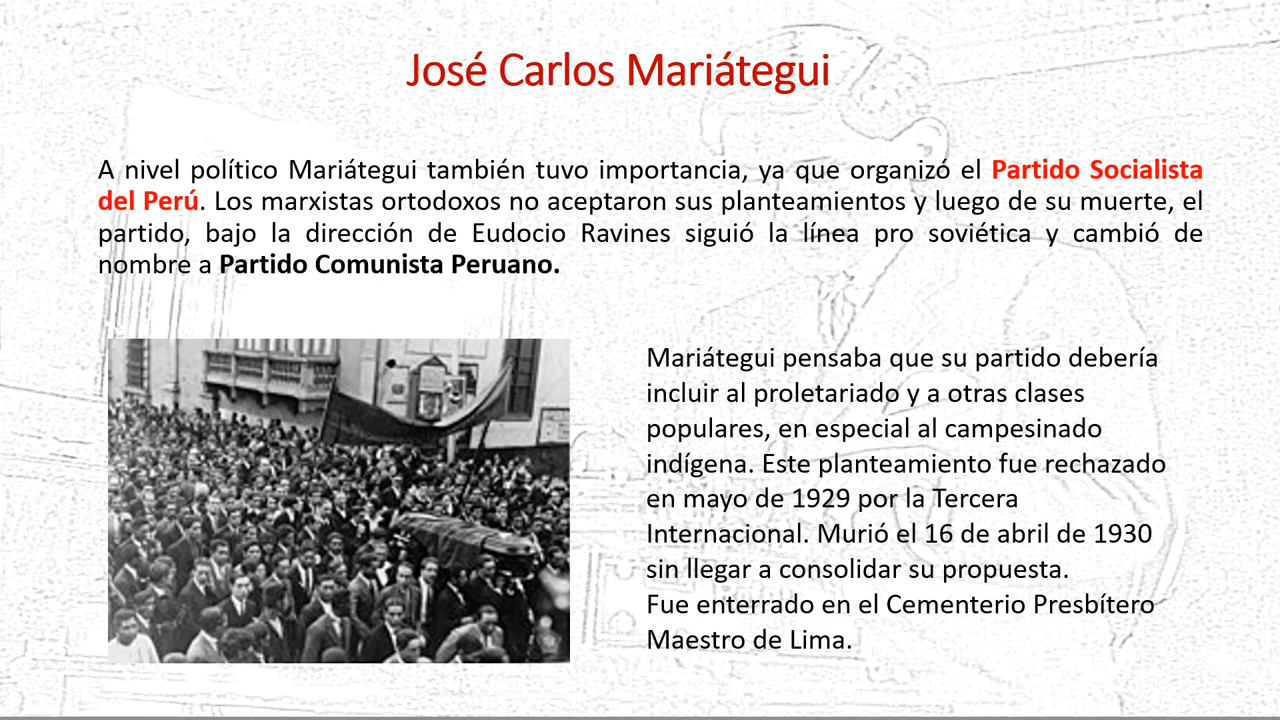 José Carlos Mariátegui
A nivel político Mariátegui también tuvo importancia, ya que organizó el Partido Socialista
del Perú. Los marxistas ortodoxos no aceptaron sus planteamientos y luego de su muerte, el
partido, bajo la dirección de Eudocio Ravines siguió la línea pro soviética y cambió de
nombre a Partido Comunista Peruano.
Mariátegui pensaba que su partido debería
incluir al proletariado y a otras clases
populares, en especial al campesinado
indígena. Este planteamiento fue rechazado
en mayo de 1929 por la Tercera
Internacional. Murió el 16 de abril de 1930
sin llegar a consolidar su propuesta.
Fue enterrado en el Cementerio Presbítero
Maestro de Lima.